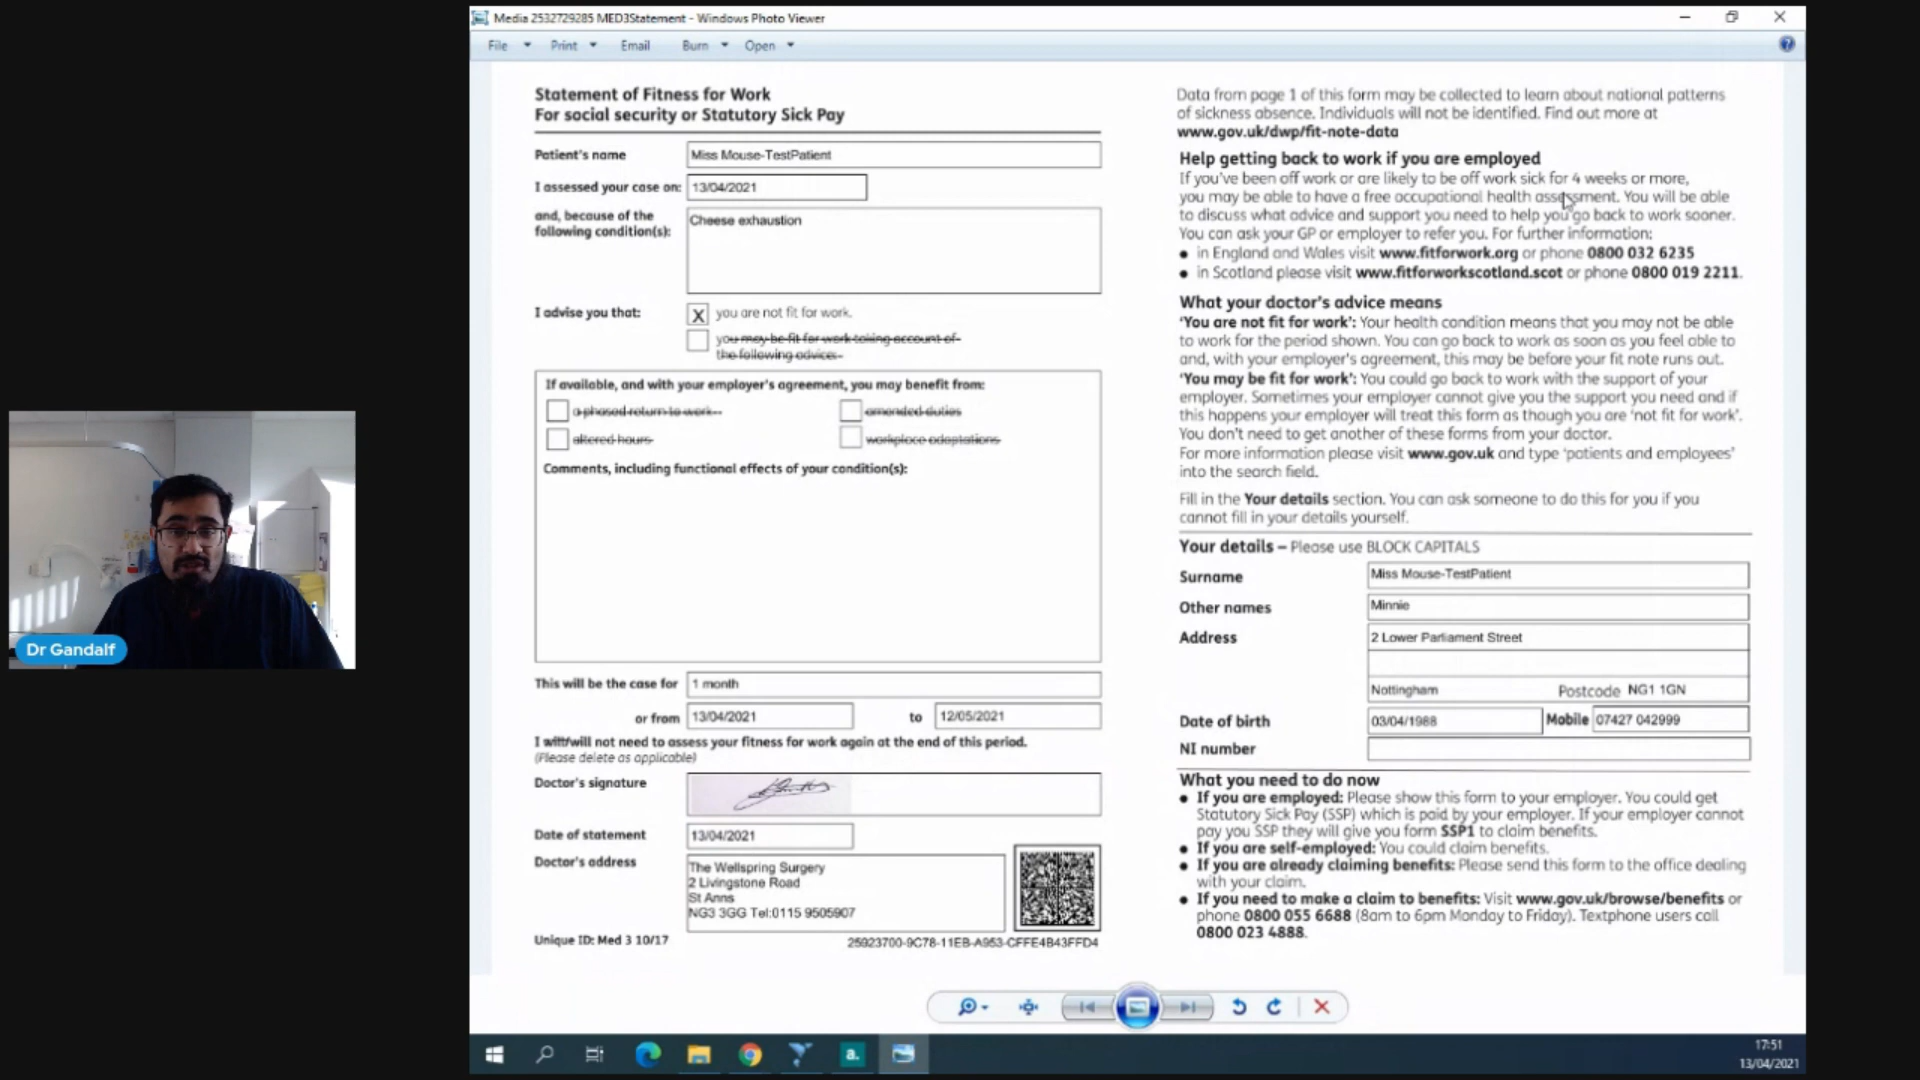 Media 2532729285 MED3Statement - Windows Photo Viewer
File Print Email Burn Open
Statement of Fitness for Work
For social security or Statutory Sick Pay
Patient's name
Miss Mouse-TestPatient
I assessed your case on:
13/04/2021
and, because of the
following condition(s):
Cheese exhaustion
I advise you that:
X you are not fit for work.
you may be fit for work taking account of
the following advice:
If available, and with your employer's agreement, you may benefit from:
a phased return to work
amended duties
altered hours
workplace adaptations
Comments, including functional effects of your condition(s):
This will be the case for
1 month
or from 13/04/2021 to 12/05/2021
I will/will not need to assess your fitness for work again at the end of this period.
(Please delete as applicable)
Doctor's signature
Date of statement
13/04/2021
Doctor's address
The Wellspring Surgery
2 Livingstone Road
St Anns
NG3 3GG Tel:0115 9505907
Unique ID: Med 3 10/17
25923700-9C78-11EB-A953-CFFE4B43FFD4
Data from page 1 of this form may be collected to learn about national patterns
of sickness absence. Individuals will not be identified. Find out more at
www.gov.uk/dwp/fit-note-data
Help getting back to work if you are employed
If you've been off work or are likely to be off work sick for 4 weeks or more,
you may be able to have a free occupational health assessment. You will be able
to discuss what advice and support you need to help you go back to work sooner.
You can ask your GP or employer to refer you. For further information:
• in England and Wales visit www.fitforwork.org or phone 0800 032 6235
• in Scotland please visit www.fitforworkscotland.scot or phone 0800 019 2211.
What your doctor's advice means
'You are not fit for work': Your health condition means that you may not be able
to work for the period shown. You can go back to work as soon as you feel able to
and, with your employer's agreement, this may be before your fit note runs out.
'You may be fit for work': You could go back to work with the support of your
employer. Sometimes your employer cannot give you the support you need and if
this happens your employer will treat this form as though you are 'not fit for work'.
You don't need to get another of these forms from your doctor.
For more information please visit www.gov.uk and type 'patients and employees'
into the search field.
Fill in the Your details section. You can ask someone to do this for you if you
cannot fill in your details yourself.
Your details – Please use BLOCK CAPITALS
Surname
Miss Mouse-TestPatient
Other names
Minnie
Address
2 Lower Parliament Street
Nottingham Postcode NG1 1GN
Date of birth
03/04/1988
Mobile 07427 042999
NI number
What you need to do now
• If you are employed: Please show this form to your employer. You could get
Statutory Sick Pay (SSP) which is paid by your employer. If your employer cannot
pay you SSP they will give you form SSP1 to claim benefits.
• If you are self-employed: You could claim benefits.
• If you are already claiming benefits: Please send this form to the office dealing
with your claim.
• If you need to make a claim to benefits: Visit www.gov.uk/browse/benefits or
phone 0800 055 6688 (8am to 6pm Monday to Friday). Textphone users call
0800 023 4888.
Dr Gandalf
a.
17:51
13/04/2021